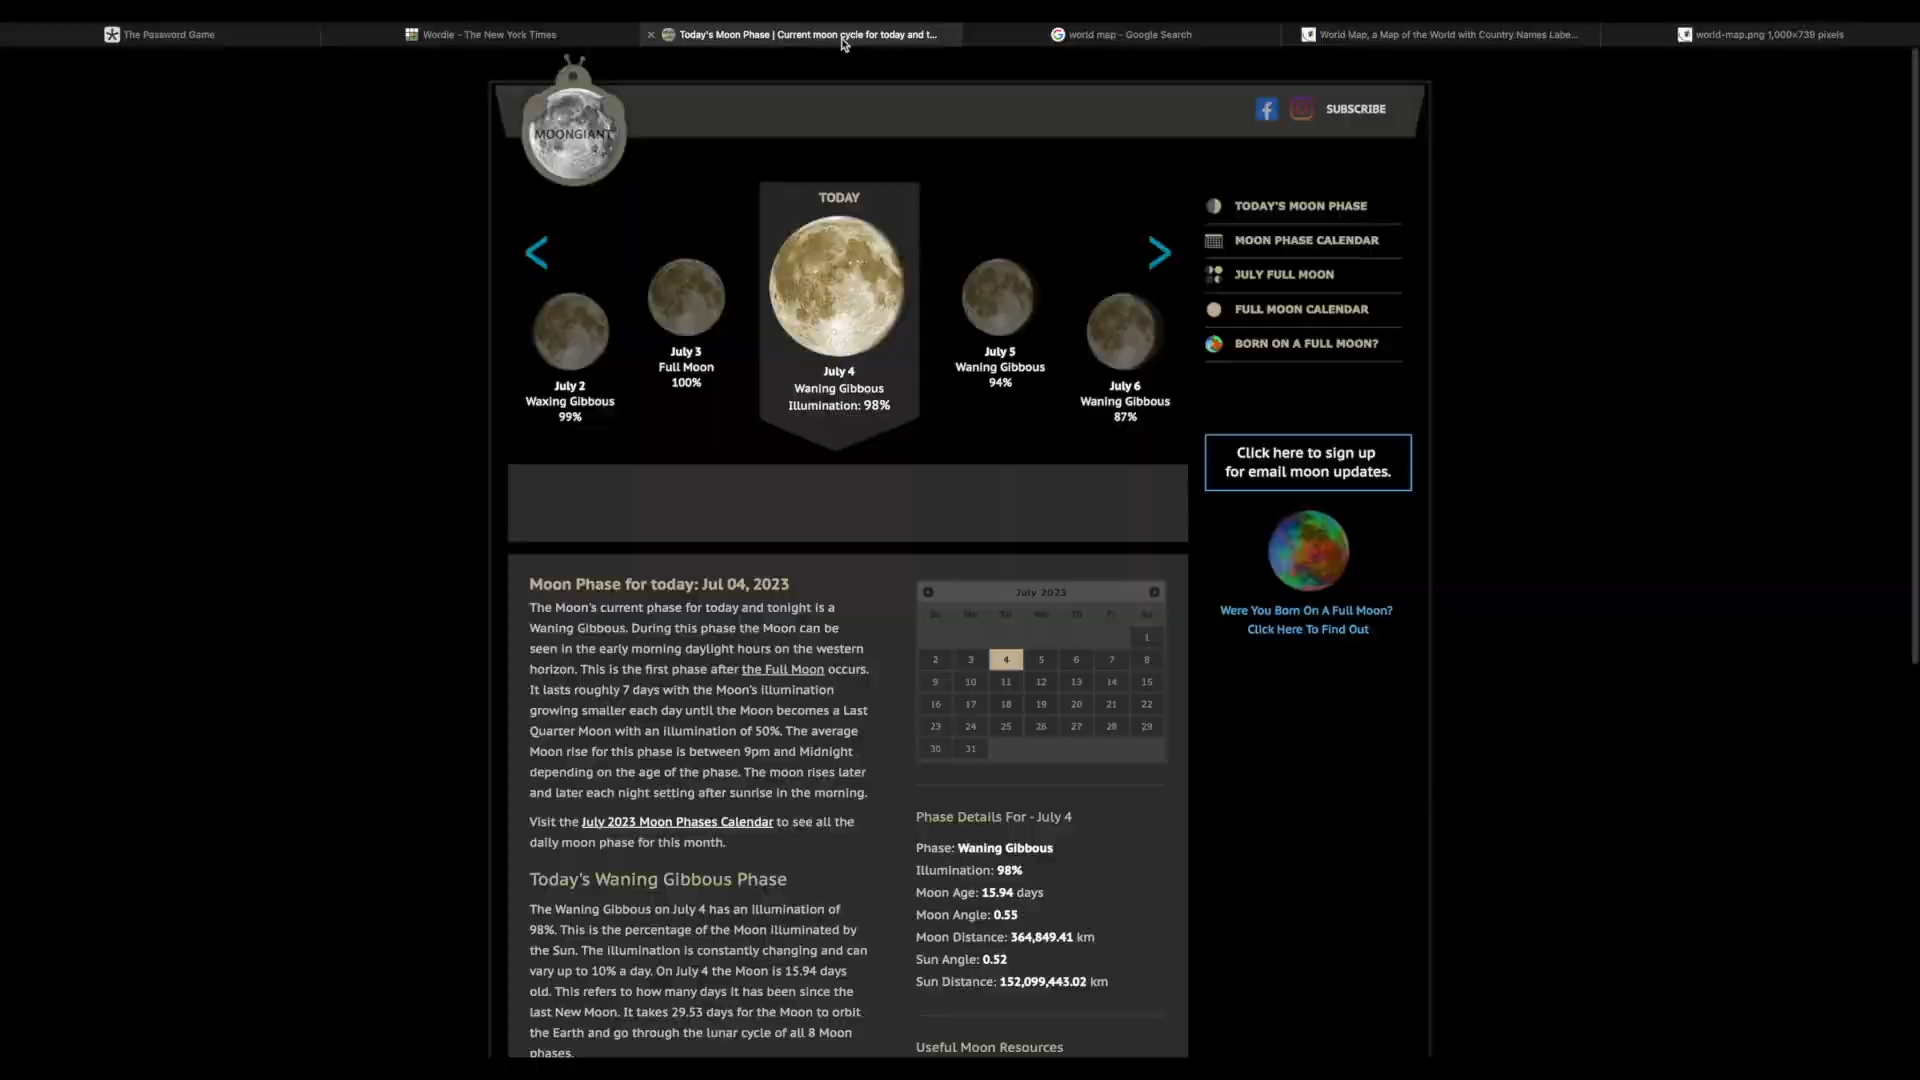 The Password Game
Wordle - The New York Times
Today's Moon Phase | Current moon cycle for today and t...
world map - Google Search
World Map, a Map of the World with Country Names Labe...
world-map.png 1,000×739 pixels
MOONGIANT
SUBSCRIBE
TODAY
July 2
Waxing Gibbous
99%
July 3
Full Moon
100%
July 4
Waning Gibbous
Illumination: 98%
July 5
Waning Gibbous
94%
July 6
Waning Gibbous
87%
TODAY'S MOON PHASE
MOON PHASE CALENDAR
JULY FULL MOON
FULL MOON CALENDAR
BORN ON A FULL MOON?
Click here to sign up
for email moon updates.
Were You Born On A Full Moon?
Click Here To Find Out
Moon Phase for today: Jul 04, 2023
The Moon's current phase for today and tonight is a
Waning Gibbous. During this phase the Moon can be
seen in the early morning daylight hours on the western
horizon. This is the first phase after the Full Moon occurs.
It lasts roughly 7 days with the Moon's illumination
growing smaller each day until the Moon becomes a Last
Quarter Moon with an illumination of 50%. The average
Moon rise for this phase is between 9pm and Midnight
depending on the age of the phase. The moon rises later
and later each night setting after sunrise in the morning.
Visit the July 2023 Moon Phases Calendar to see all the
daily moon phase for this month.
Today's Waning Gibbous Phase
The Waning Gibbous on July 4 has an illumination of
98%. This is the percentage of the Moon illuminated by
the Sun. The illumination is constantly changing and can
vary up to 10% a day. On July 4 the Moon is 15.94 days
old. This refers to how many days it has been since the
last New Moon. It takes 29.53 days for the Moon to orbit
the Earth and go through the lunar cycle of all 8 Moon
phases.
July 2023
Su Mo Tu We Th Fr Sa
1
2 3 4 5 6 7 8
9 10 11 12 13 14 15
16 17 18 19 20 21 22
23 24 25 26 27 28 29
30 31
Phase Details For - July 4
Phase: Waning Gibbous
Illumination: 98%
Moon Age: 15.94 days
Moon Angle: 0.55
Moon Distance: 364,849.41 km
Sun Angle: 0.52
Sun Distance: 152,099,443.02 km
Useful Moon Resources